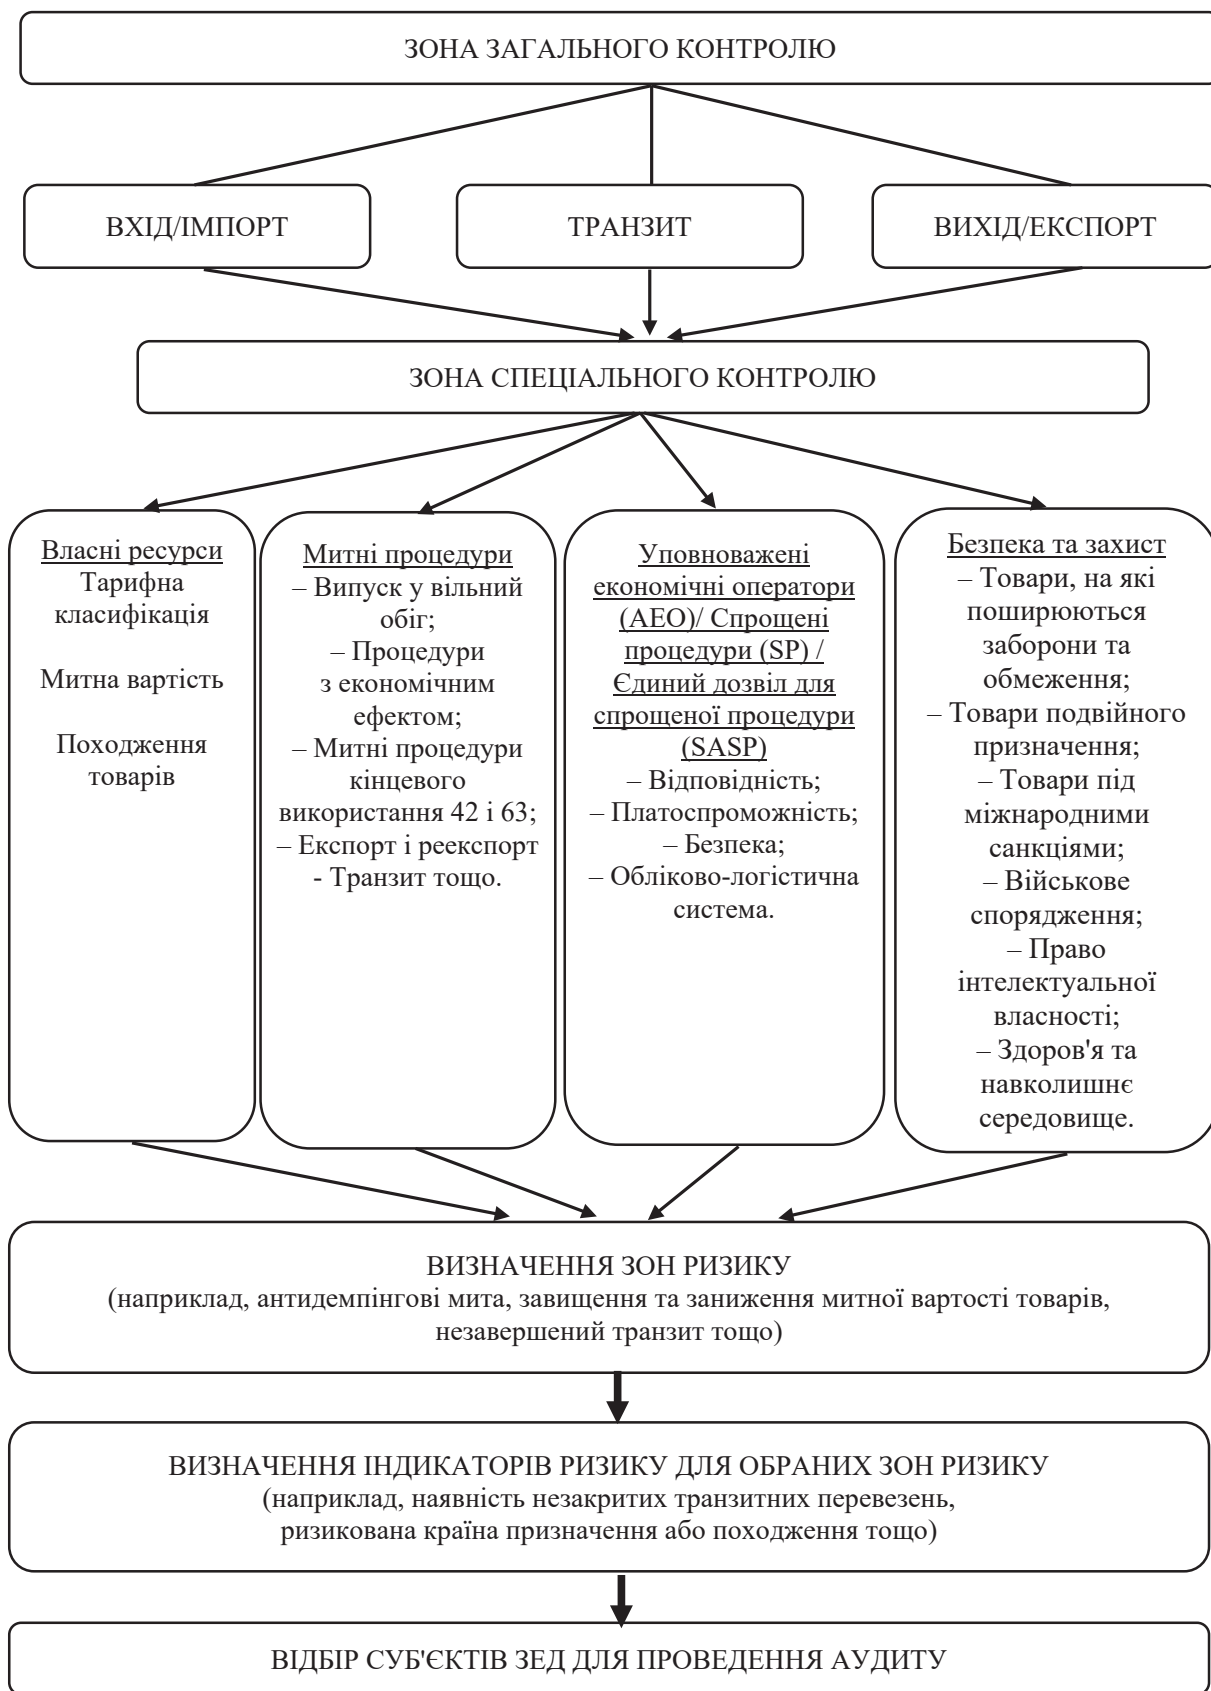 ЗОНА ЗАГАЛЬНОГО КОНТРОЛЮ
ВХІД/ІМПОРТ
ТРАНЗИТ
ВИХІД/ЕКСПОРТ
ЗОНА СПЕЦІАЛЬНОГО КОНТРОЛЮ
Власні ресурси
Тарифна
класифікація
Митна вартість
Походження
товарів
Митні процедури
– Випуск у вільний
обіг;
– Процедури
з економічним
ефектом;
– Митні процедури
кінцевого
використання 42 і 63;
– Експорт і реекспорт
- Транзит тощо.
Уповноважені
економічні оператори
(АЕО)/ Спрощені
процедури (SP) /
Єдиний дозвіл для
спрощеної процедури
(SASP)
– Відповідність;
– Платоспроможність;
– Безпека;
– Обліково-логістична
система.
Безпека та захист
– Товари, на які
поширюються
заборони та
обмеження;
– Товари подвійного
призначення;
– Товари під
міжнародними
санкціями;
– Військове
спорядження;
– Право
інтелектуальної
власності;
– Здоров'я та
навколишнє
середовище.
ВИЗНАЧЕННЯ ЗОН РИЗИКУ
(наприклад, антидемпінгові мита, завищення та заниження митної вартості товарів,
незавершений транзит тощо)
ВИЗНАЧЕННЯ ІНДИКАТОРІВ РИЗИКУ ДЛЯ ОБРАНИХ ЗОН РИЗИКУ
(наприклад, наявність незакритих транзитних перевезень,
ризикована країна призначення або походження тощо)
ВІДБІР СУБ'ЄКТІВ ЗЕД ДЛЯ ПРОВЕДЕННЯ АУДИТУ